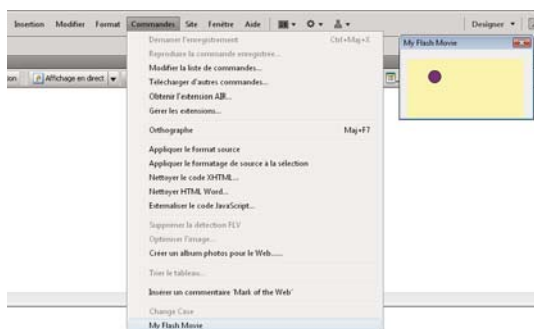 Insertion Modifier Format Commandes Site Fenêtre Aide Designer
Démarrer l'enregistrement Ctrl+Maj+X
Reproduire la commande enregistrée...
Modifier la liste de commandes...
Télécharger d'autres commandes...
Obtenir l'extension AIR...
Gérer les extensions...
Orthographe Maj+F7
Appliquer le format source
Appliquer le formatage de source à la sélection
Nettoyer le code XHTML...
Nettoyer HTML Word...
Externaliser le code JavaScript...
Supprimer la détection FLV
Optimiser l'image...
Créer un album photos pour le Web......
Trier le tableau...
Insérer un commentaire 'Mark of the Web'
Change Case
My Flash Movie
Affichage en direct
My Flash Movie